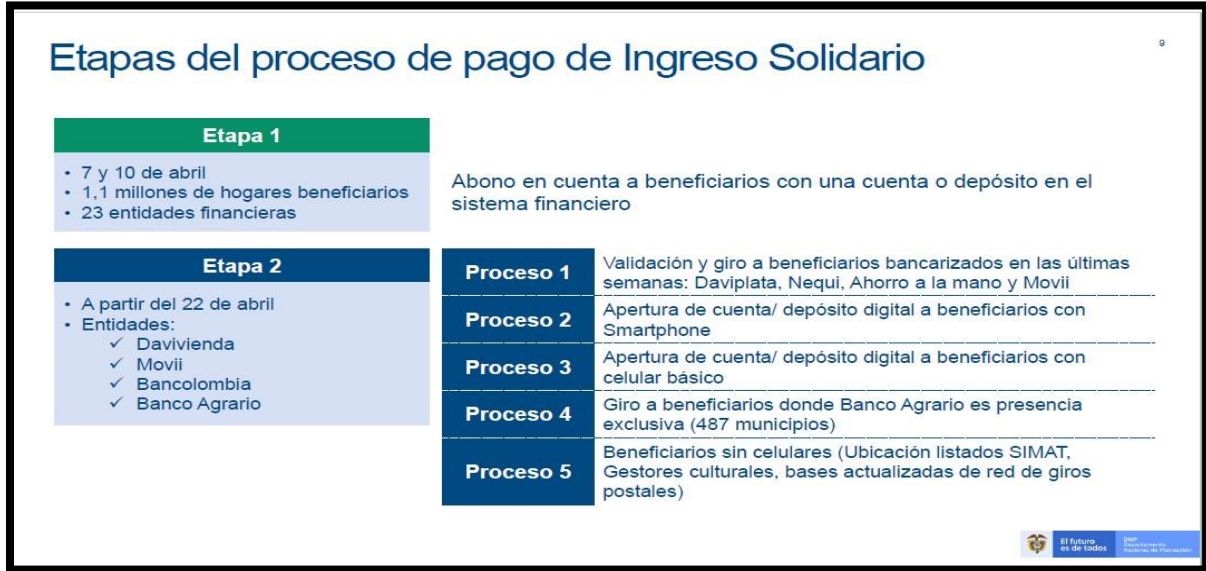 Etapas del proceso de pago de Ingreso Solidario
9
Etapa 1
• 7 y 10 de abril
• 1,1 millones de hogares beneficiarios
• 23 entidades financieras
Abono en cuenta a beneficiarios con una cuenta o depósito en el
sistema financiero
Etapa 2
• A partir del 22 de abril
• Entidades:
✓ Davivienda
✓ Movii
✓ Bancolombia
✓ Banco Agrario
Proceso 1
Validación y giro a beneficiarios bancarizados en las últimas
semanas: Daviplata, Nequi, Ahorro a la mano y Movii
Proceso 2
Apertura de cuenta/ depósito digital a beneficiarios con
Smartphone
Proceso 3
Apertura de cuenta/ depósito digital a beneficiarios con
celular básico
Proceso 4
Giro a beneficiarios donde Banco Agrario es presencia
exclusiva (487 municipios)
Proceso 5
Beneficiarios sin celulares (Ubicación listados SIMAT,
Gestores culturales, bases actualizadas de red de giros
postales)
El futuro
es de todos
DNP
Departamento
Nacional de Planeación